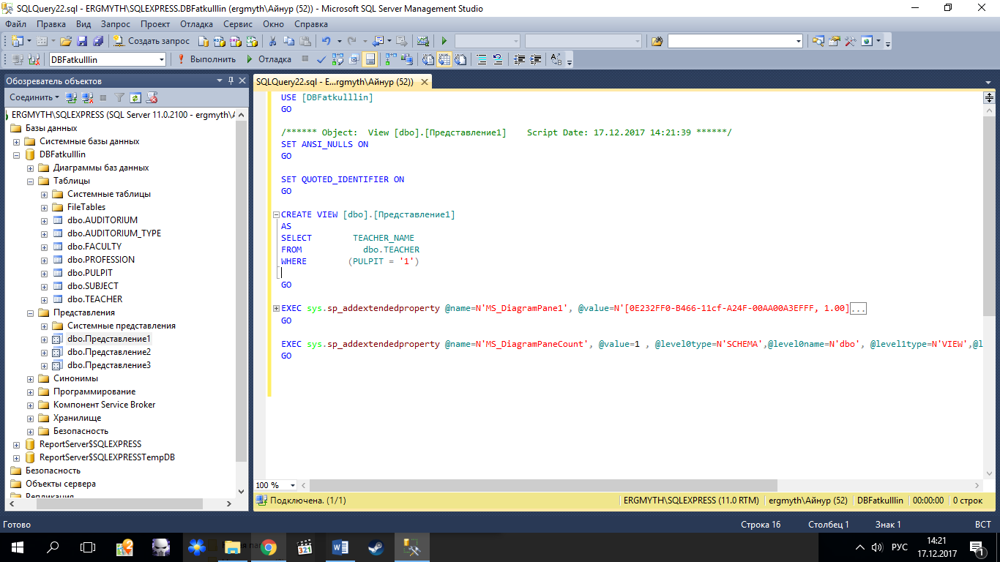 SQLQuery22.sql - ERGMYTH\SQLEXPRESS.DBFatkulllin (ergmyth\Айнур (52)) - Microsoft SQL Server Management Studio
Файл Правка Вид Запрос Проект Отладка Сервис Окно Справка
Создать запрос
DBFatkulllin Выполнить Отладка
Обозреватель объектов
Соединить
ERGMYTH\SQLEXPRESS (SQL Server 11.0.2100 - ergmyth\А
Базы данных
Системные базы данных
DBFatkulllin
Диаграммы баз данных
Таблицы
Системные таблицы
FileTables
dbo.AUDITORIUM
dbo.AUDITORIUM_TYPE
dbo.FACULTY
dbo.PROFESSION
dbo.PULPIT
dbo.SUBJECT
dbo.TEACHER
Представления
Системные представления
dbo.Представление1
dbo.Представление2
dbo.Представление3
Синонимы
Программирование
Компонент Service Broker
Хранилище
Безопасность
ReportServer$SQLEXPRESS
ReportServer$SQLEXPRESSTempDB
Безопасность
Объекты сервера
Репликация
SQLQuery22.sql - E...rgmyth\Айнур (52))
USE [DBFatkulllin]
GO
/****** Object:  View [dbo].[Представление1]    Script Date: 17.12.2017 14:21:39 ******/
SET ANSI_NULLS ON
GO
SET QUOTED_IDENTIFIER ON
GO
CREATE VIEW [dbo].[Представление1]
AS
SELECT        TEACHER_NAME
FROM            dbo.TEACHER
WHERE        (PULPIT = '1')
GO
EXEC sys.sp_addextendedproperty @name=N'MS_DiagramPane1', @value=N'[0E232FF0-B466-11cf-A24F-00AA00A3EFFF, 1.00]...
GO
EXEC sys.sp_addextendedproperty @name=N'MS_DiagramPaneCount', @value=1 , @level0type=N'SCHEMA',@level0name=N'dbo', @level1type=N'VIEW',@l
GO
100 %
Подключена. (1/1) ERGMYTH\SQLEXPRESS (11.0 RTM) ergmyth\Айнур (52) DBFatkulllin 00:00:00 0 строк
Готово Строка 16 Столбец 1 Знак 1 ВСТ
321
РУС
14:21
17.12.2017
1